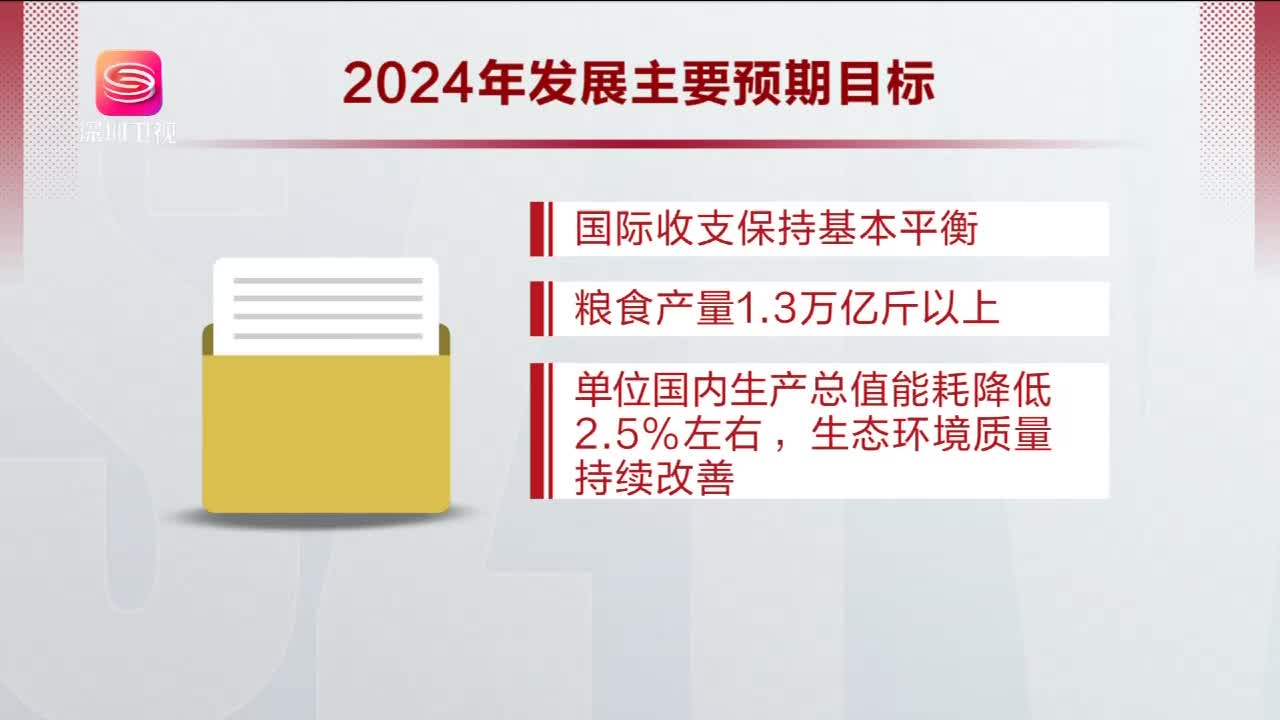 2024年发展主要预期目标
深圳卫视
国际收支保持基本平衡
粮食产量1.3万亿斤以上
单位国内生产总值能耗降低
2.5%左右，生态环境质量
持续改善